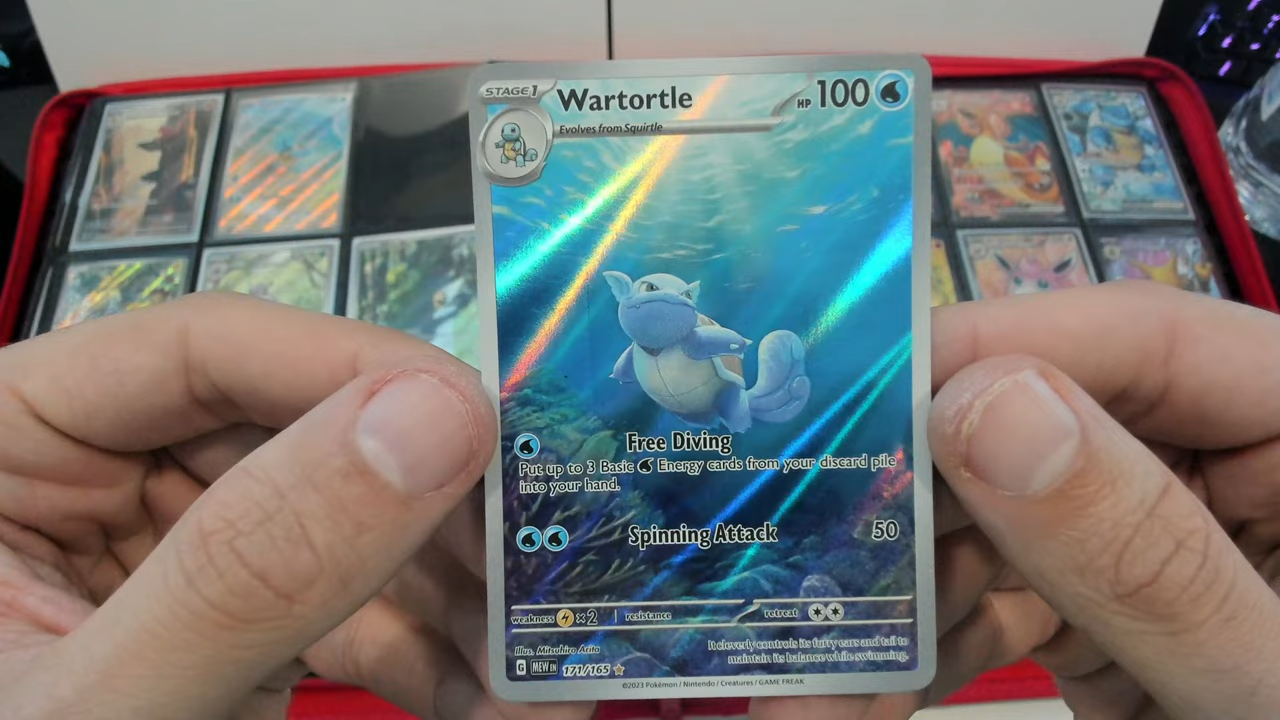 STAGE1 Wartortle HP 100
Evolves from Squirtle
Free Diving
Put up to 3 Basic Energy cards from your discard pile
into your hand.
Spinning Attack 50
weakness ×2 resistance retreat
Illus. Mitsuhiro Arita
It cleverly controls its furry ears and tail to
maintain its balance while swimming.
G MEW EN 171/165
©2023 Pokémon / Nintendo / Creatures / GAME FREAK